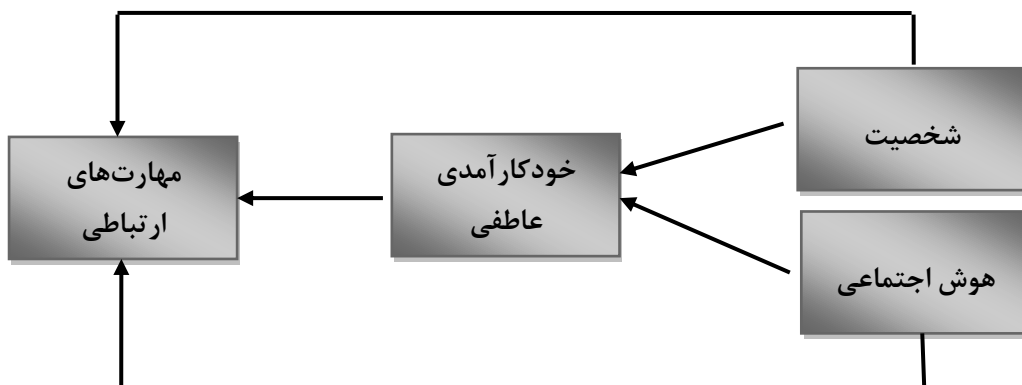 شخصیت
هوش اجتماعی
خودکارآمدی
عاطفی
مهارت‌های
ارتباطی